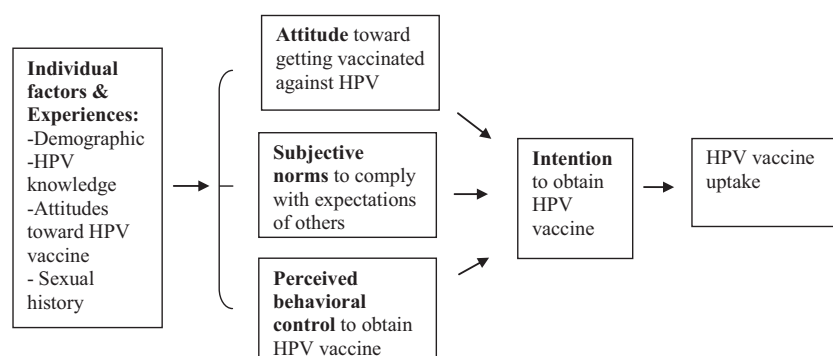 Individual
factors &
Experiences:
-Demographic
-HPV
knowledge
-Attitudes
toward HPV
vaccine
- Sexual
history
Attitude toward
getting vaccinated
against HPV
Subjective
norms to comply
with expectations
of others
Perceived
behavioral
control to obtain
HPV vaccine
Intention
to obtain
HPV
vaccine
HPV vaccine
uptake